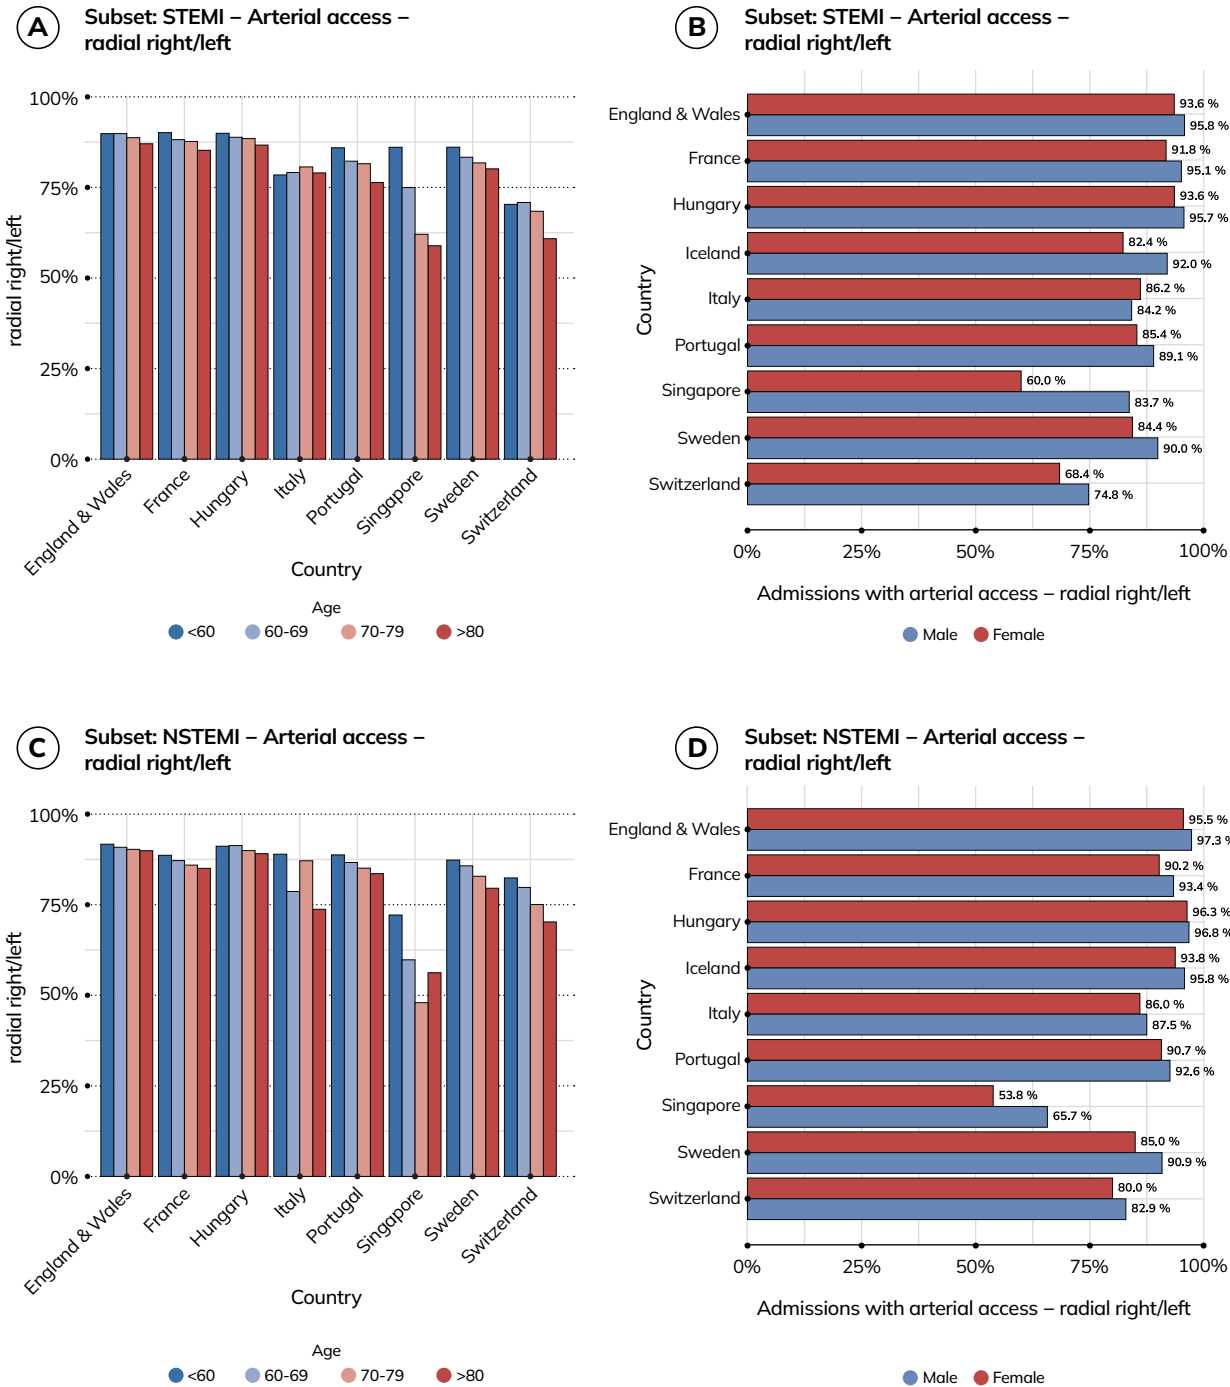 A
Subset: STEMI – Arterial access –
radial right/left
100%
75%
50%
25%
0%
radial right/left
England & Wales
France
Hungary
Italy
Portugal
Singapore
Sweden
Switzerland
Country
Age
<60
60-69
70-79
>80
B
Subset: STEMI – Arterial access –
radial right/left
Country
England & Wales
93.6 %
95.8 %
France
91.8 %
95.1 %
Hungary
93.6 %
95.7 %
Iceland
82.4 %
92.0 %
Italy
86.2 %
84.2 %
Portugal
85.4 %
89.1 %
Singapore
60.0 %
83.7 %
Sweden
84.4 %
90.0 %
Switzerland
68.4 %
74.8 %
0%
25%
50%
75%
100%
Admissions with arterial access – radial right/left
Male
Female
C
Subset: NSTEMI – Arterial access –
radial right/left
100%
75%
50%
25%
0%
radial right/left
England & Wales
France
Hungary
Italy
Portugal
Singapore
Sweden
Switzerland
Country
Age
<60
60-69
70-79
>80
D
Subset: NSTEMI – Arterial access –
radial right/left
Country
England & Wales
95.5 %
97.3 %
France
90.2 %
93.4 %
Hungary
96.3 %
96.8 %
Iceland
93.8 %
95.8 %
Italy
86.0 %
87.5 %
Portugal
90.7 %
92.6 %
Singapore
53.8 %
65.7 %
Sweden
85.0 %
90.9 %
Switzerland
80.0 %
82.9 %
0%
25%
50%
75%
100%
Admissions with arterial access – radial right/left
Male
Female